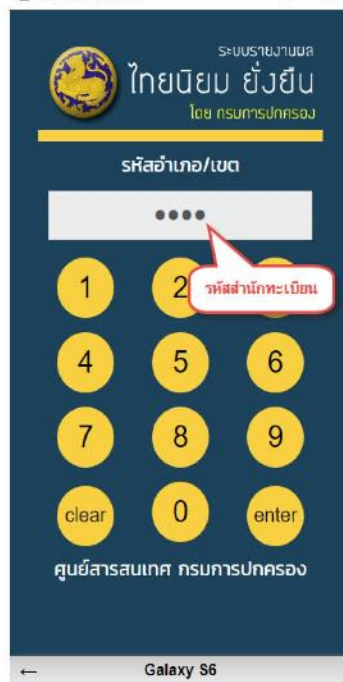 ระบบรายงานผล
ไทยนิยม ยั่งยืน
โดย กรมการปกครอง
รหัสอำเภอ/เขต
••••
รหัสสำนักทะเบียน
1 2
4 5 6
7 8 9
clear 0 enter
ศูนย์สารสนเทศ กรมการปกครอง
← Galaxy S6